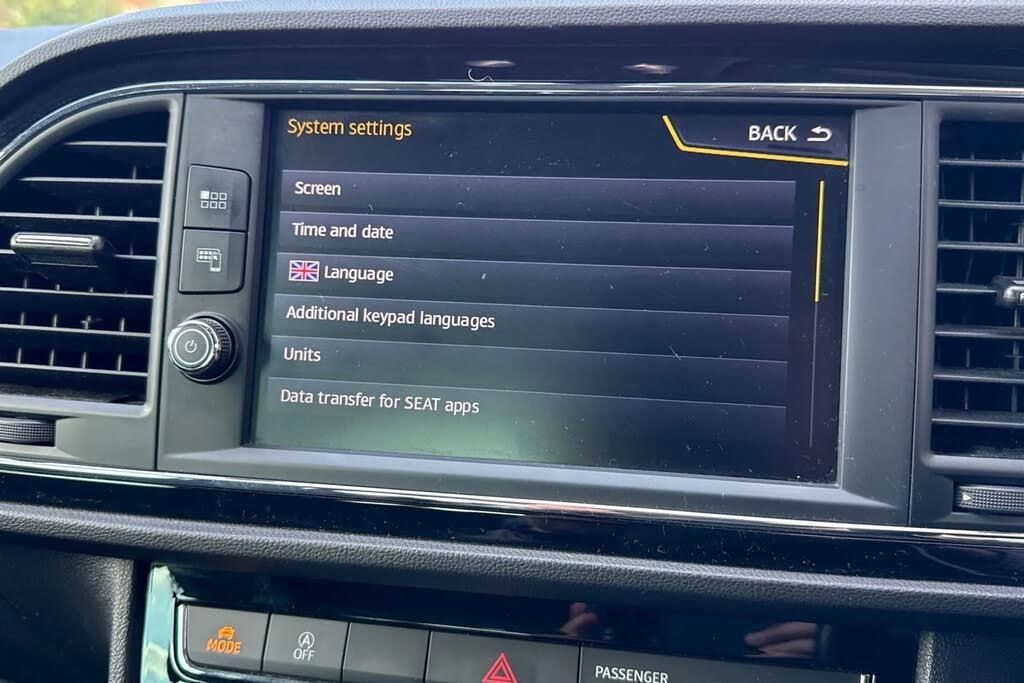 System settings
BACK
Screen
Time and date
Language
Additional keypad languages
Units
Data transfer for SEAT apps
MODE
A
OFF
PASSENGER